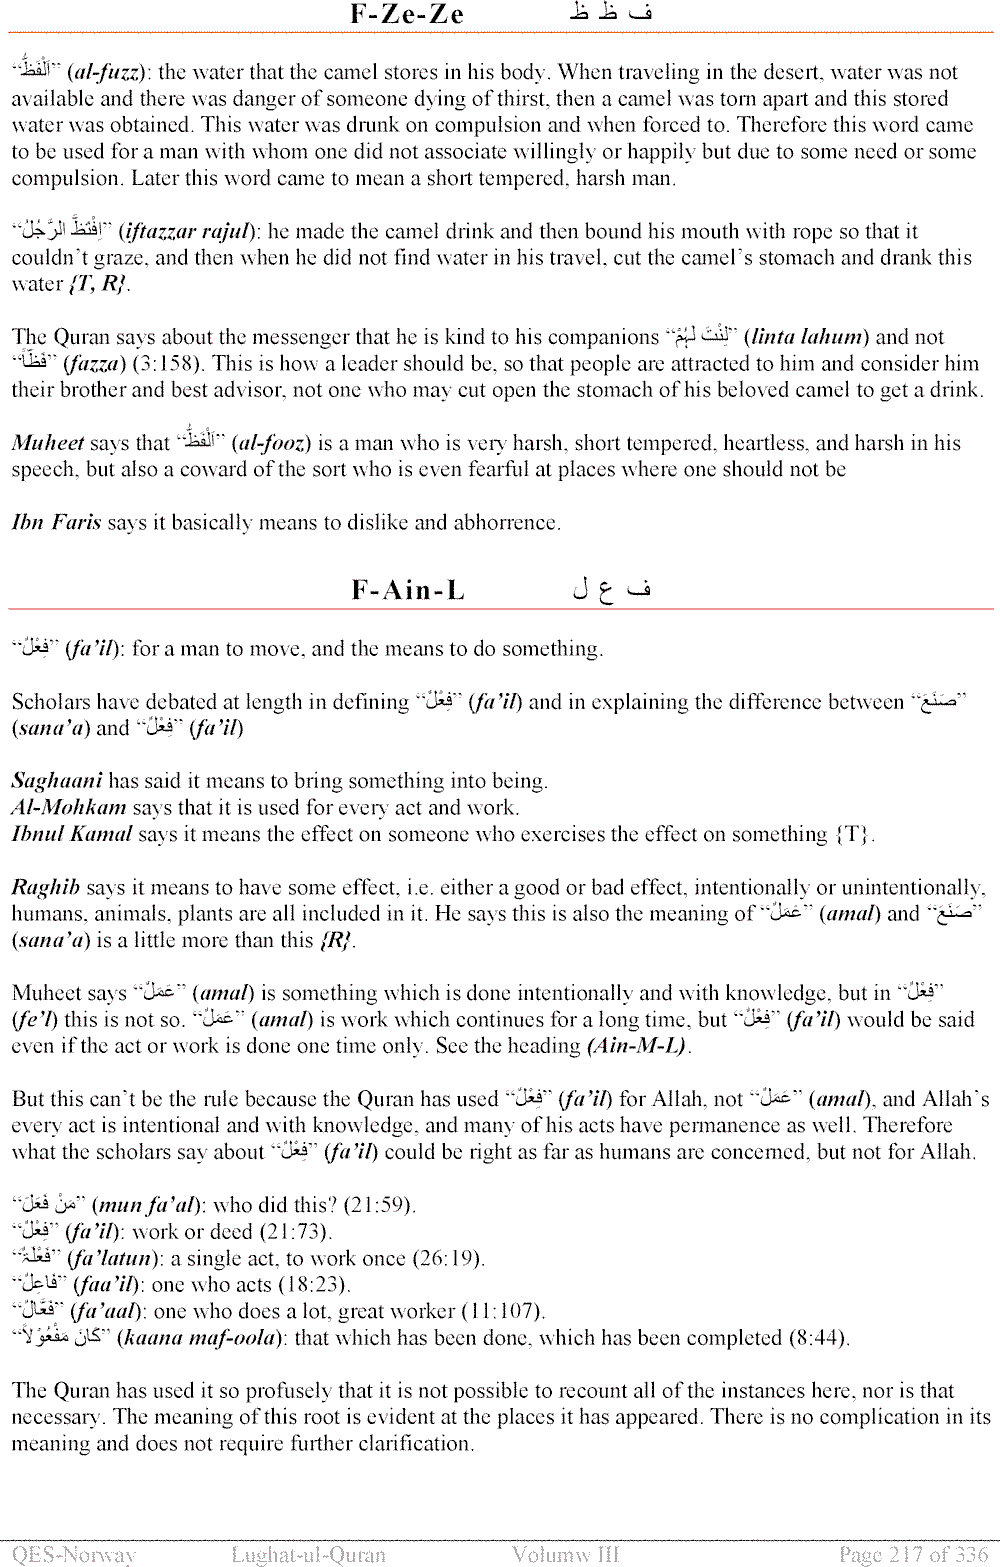 F-Ze-Ze ف ظ ظ
“اَلْفَظُّ” (al-fuzz): the water that the camel stores in his body. When traveling in the desert, water was not
available and there was danger of someone dying of thirst, then a camel was torn apart and this stored
water was obtained. This water was drunk on compulsion and when forced to. Therefore this word came
to be used for a man with whom one did not associate willingly or happily but due to some need or some
compulsion. Later this word came to mean a short tempered, harsh man.
“اِفْتَظَّ الرَّجُلُ” (iftazzar rajul): he made the camel drink and then bound his mouth with rope so that it
couldn’t graze, and then when he did not find water in his travel, cut the camel’s stomach and drank this
water {T, R}.
The Quran says about the messenger that he is kind to his companions “لِنْتَ لَہُمْ” (linta lahum) and not
“فَظّاً” (fazza) (3:158). This is how a leader should be, so that people are attracted to him and consider him
their brother and best advisor, not one who may cut open the stomach of his beloved camel to get a drink.
Muheet says that “اَلْفَظُّ” (al-fooz) is a man who is very harsh, short tempered, heartless, and harsh in his
speech, but also a coward of the sort who is even fearful at places where one should not be
Ibn Faris says it basically means to dislike and abhorrence.
F-Ain-L ف ع ل
“فِعْلٌ” (fa’il): for a man to move, and the means to do something.
Scholars have debated at length in defining “فِعْلٌ” (fa’il) and in explaining the difference between “صَنَعَ”
(sana’a) and “فِعْلٌ” (fa’il)
Saghaani has said it means to bring something into being.
Al-Mohkam says that it is used for every act and work.
Ibnul Kamal says it means the effect on someone who exercises the effect on something {T}.
Raghib says it means to have some effect, i.e. either a good or bad effect, intentionally or unintentionally,
humans, animals, plants are all included in it. He says this is also the meaning of “عَمَلٌ” (amal) and “صَنَعَ”
(sana’a) is a little more than this {R}.
Muheet says “عَمَلٌ” (amal) is something which is done intentionally and with knowledge, but in “فِعْلٌ”
(fe’l) this is not so. “عَمَلٌ” (amal) is work which continues for a long time, but “فِعْلٌ” (fa’il) would be said
even if the act or work is done one time only. See the heading (Ain-M-L).
But this can’t be the rule because the Quran has used “فِعْلٌ” (fa’il) for Allah, not “عَمَلٌ” (amal), and Allah’s
every act is intentional and with knowledge, and many of his acts have permanence as well. Therefore
what the scholars say about “فِعْلٌ” (fa’il) could be right as far as humans are concerned, but not for Allah.
“مَنْ فَعَلَ” (mun fa’al): who did this? (21:59).
“فِعْلٌ” (fa’il): work or deed (21:73).
“فَعْلَۃٌ” (fa’latun): a single act, to work once (26:19).
“فَاعِلٌ” (faa’il): one who acts (18:23).
“فَعَّالٌ” (fa’aal): one who does a lot, great worker (11:107).
“کَانَ مَفْعُوْلاً” (kaana maf-oola): that which has been done, which has been completed (8:44).
The Quran has used it so profusely that it is not possible to recount all of the instances here, nor is that
necessary. The meaning of this root is evident at the places it has appeared. There is no complication in its
meaning and does not require further clarification.
QES-Norway Lughat-ul-Quran Volumw III Page 217 of 336